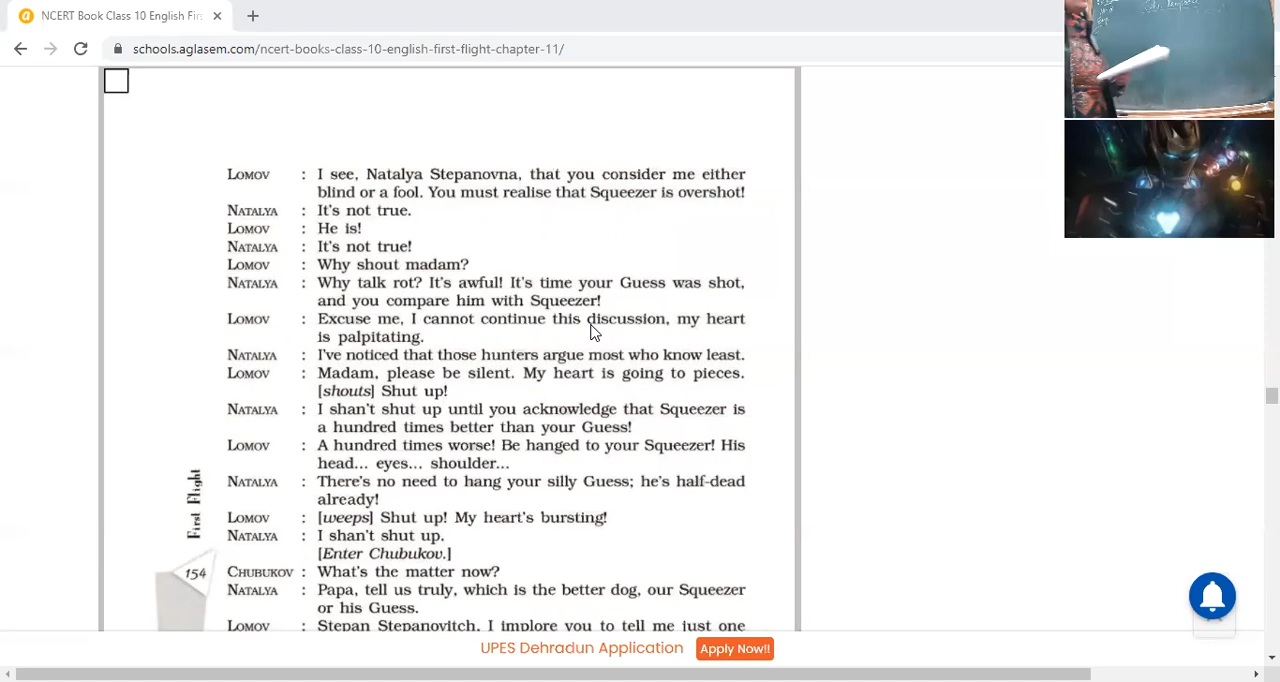 NCERT Book Class 10 English Firs
schools.aglasem.com/ncert-books-class-10-english-first-flight-chapter-11/
LOMOV : I see, Natalya Stepanovna, that you consider me either
blind or a fool. You must realise that Squeezer is overshot!
NATALYA : It's not true.
LOMOV : He is!
NATALYA : It's not true!
LOMOV : Why shout madam?
NATALYA : Why talk rot? It's awful! It's time your Guess was shot,
and you compare him with Squeezer!
LOMOV : Excuse me, I cannot continue this discussion, my heart
is palpitating.
NATALYA : I've noticed that those hunters argue most who know least.
LOMOV : Madam, please be silent. My heart is going to pieces.
[shouts] Shut up!
NATALYA : I shan't shut up until you acknowledge that Squeezer is
a hundred times better than your Guess!
LOMOV : A hundred times worse! Be hanged to your Squeezer! His
head... eyes... shoulder...
NATALYA : There's no need to hang your silly Guess; he's half-dead
already!
LOMOV : [weeps] Shut up! My heart's bursting!
NATALYA : I shan't shut up.
[Enter Chubukov.]
CHUBUKOV : What's the matter now?
NATALYA : Papa, tell us truly, which is the better dog, our Squeezer
or his Guess.
LOMOV : Stepan Stepanovitch, I implore you to tell me just one
First Flight
154
UPES Dehradun Application Apply Now!!